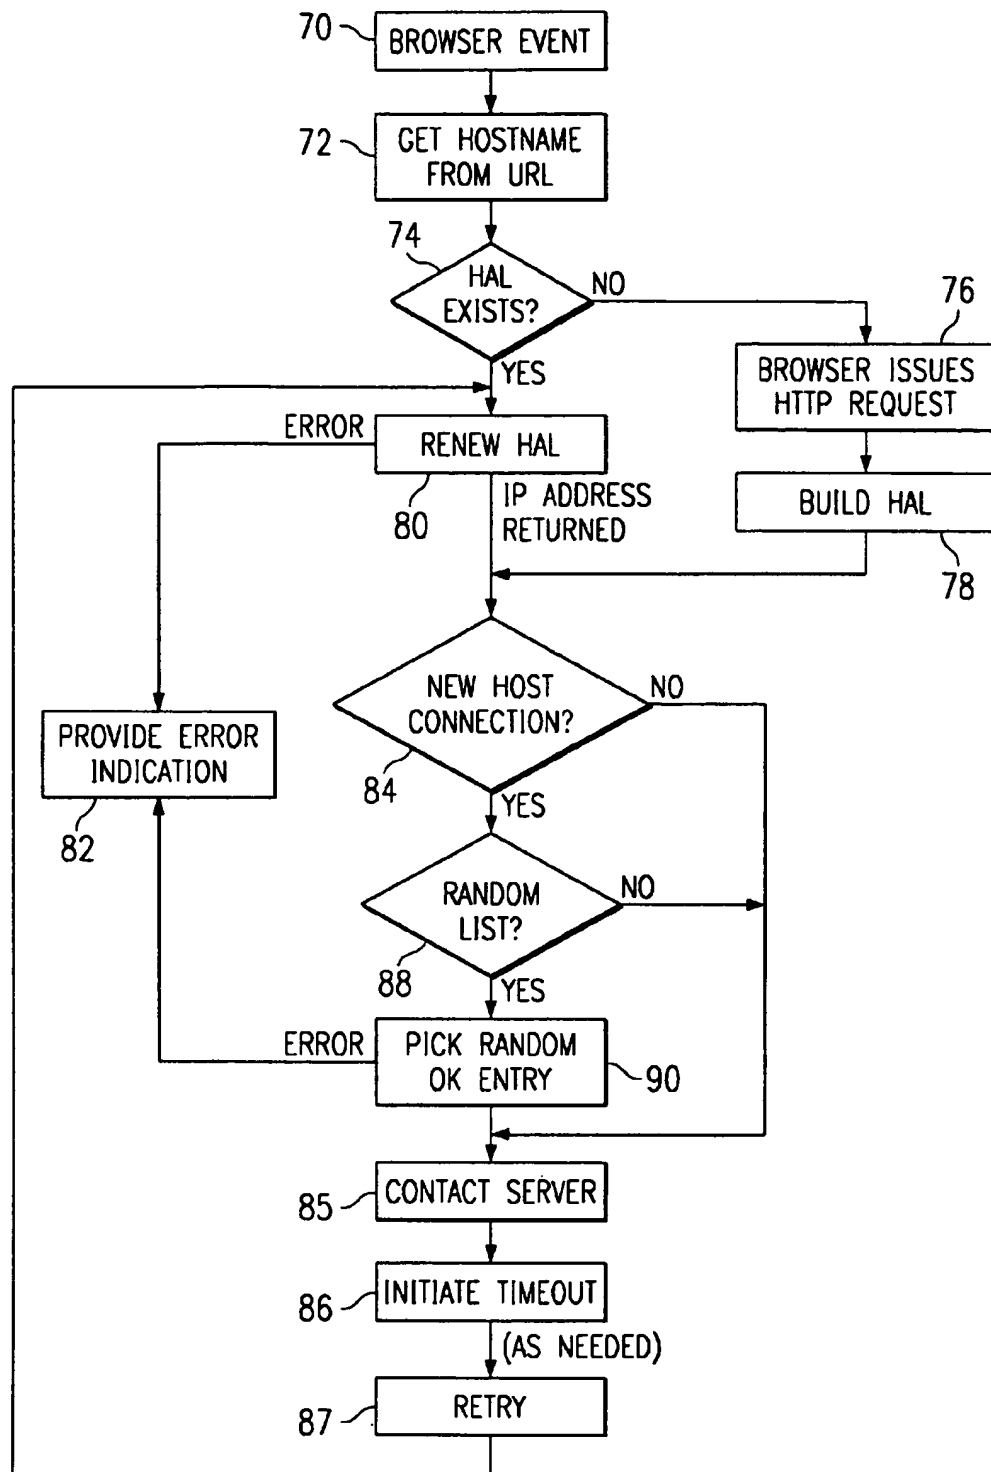 70
BROWSER EVENT
72
GET HOSTNAME
FROM URL
74
HAL
EXISTS?
NO
YES
76
BROWSER ISSUES
HTTP REQUEST
BUILD HAL
78
ERROR
RENEW HAL
80
IP ADDRESS
RETURNED
NEW HOST
CONNECTION?
NO
84
YES
PROVIDE ERROR
INDICATION
82
RANDOM
LIST?
NO
88
YES
ERROR
PICK RANDOM
OK ENTRY
90
CONTACT SERVER
85
INITIATE TIMEOUT
86
(AS NEEDED)
RETRY
87